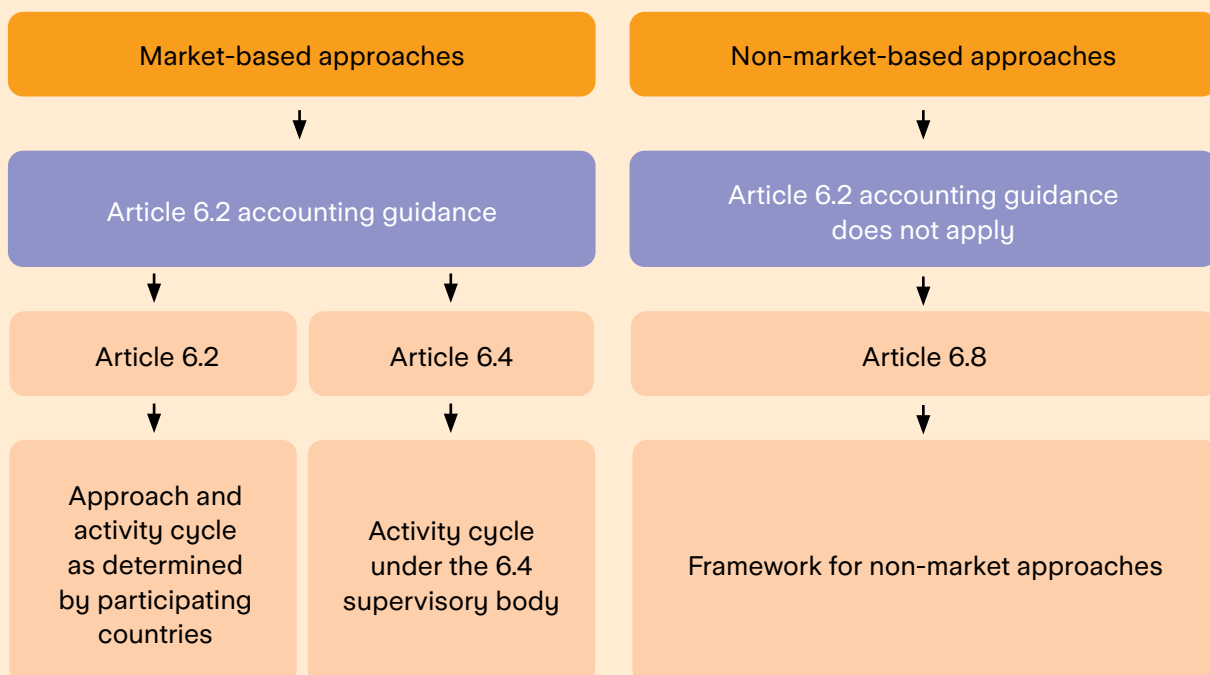 Market-based approaches
Non-market-based approaches
Article 6.2 accounting guidance
Article 6.2 accounting guidance
does not apply
Article 6.2
Article 6.4
Article 6.8
Approach and
activity cycle
as determined
by participating
countries
Activity cycle
under the 6.4
supervisory body
Framework for non-market approaches